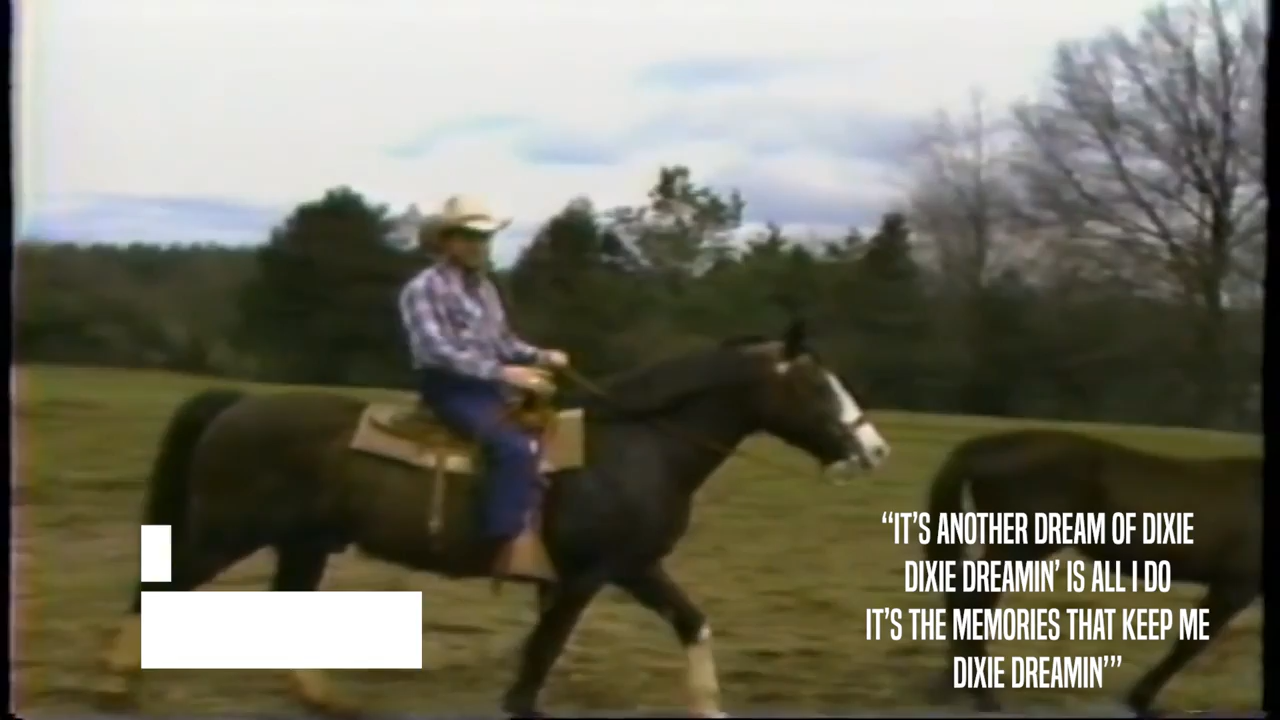 “IT’S ANOTHER DREAM OF DIXIE
DIXIE DREAMIN’ IS ALL I DO
IT’S THE MEMORIES THAT KEEP ME
DIXIE DREAMIN’”